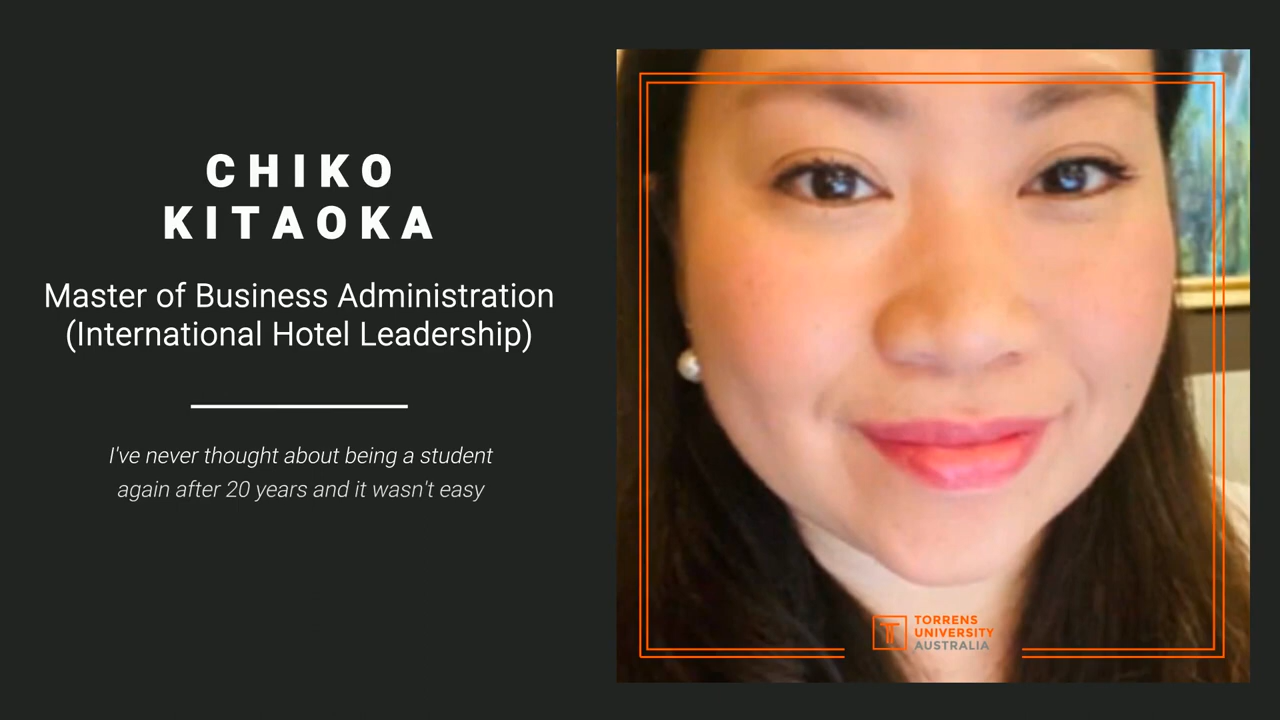 CHIKO
KITAOKA
Master of Business Administration
(International Hotel Leadership)
I've never thought about being a student
again after 20 years and it wasn't easy
TORRENS
UNIVERSITY
AUSTRALIA